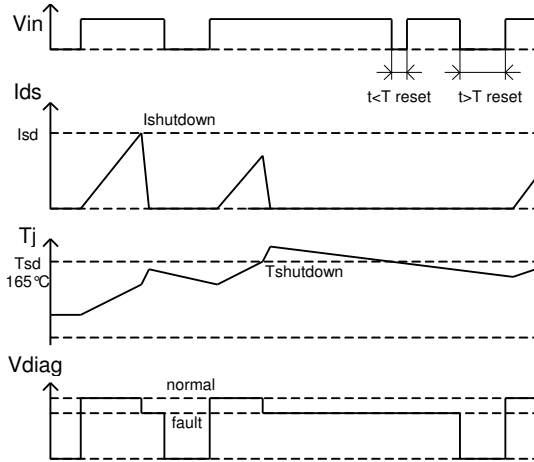 Vin
t<T reset
t>T reset
Ids
Ishutdown
Isd
Tj
Tsd
Tshutdown
165°C
Vdiag
normal
fault